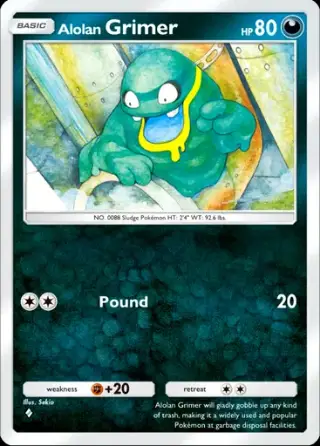 BASIC
Alolan Grimer
HP 80
NO. 0088 Sludge Pokémon HT: 2'4" WT: 92.6 lbs.
Pound 20
weakness +20 retreat
Illus. Sekio
Alolan Grimer will gladly gobble up any kind
of trash, making it a widely used and popular
Pokémon at garbage disposal facilities.